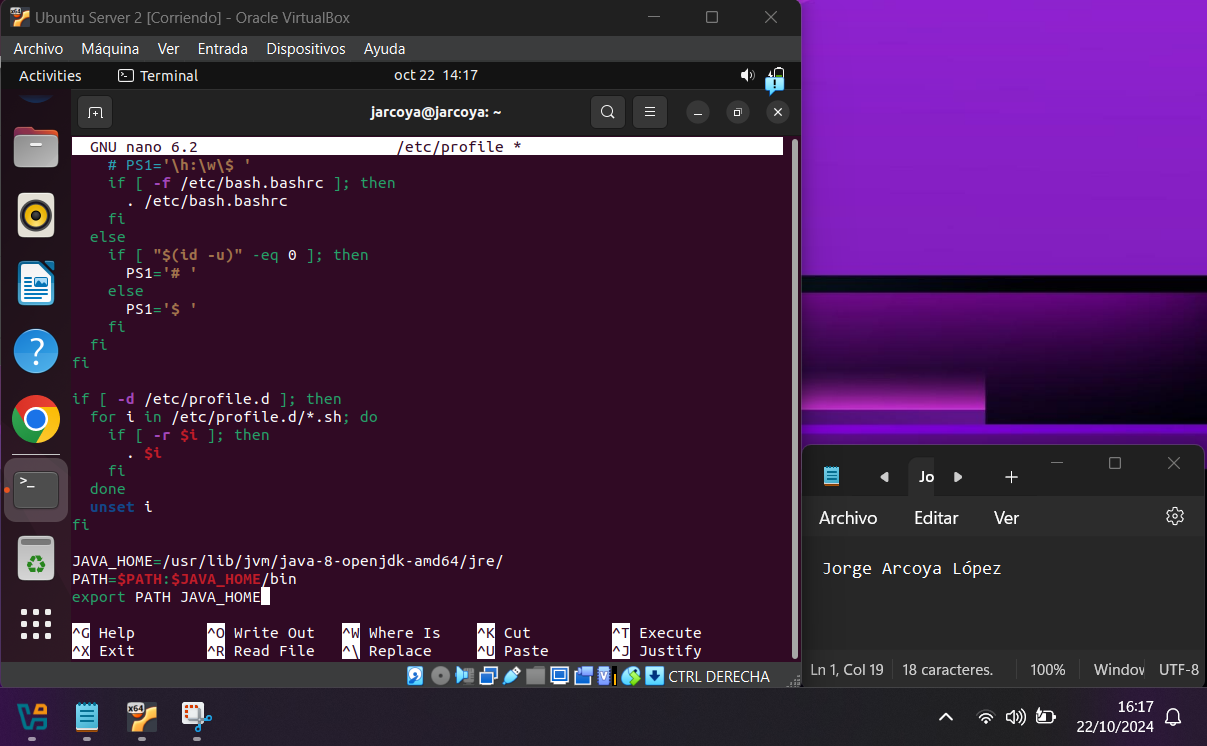 Ubuntu Server 2 [Corriendo] - Oracle VirtualBox
Archivo Máquina Ver Entrada Dispositivos Ayuda
Activities Terminal oct 22 14:17
jarcoya@jarcoya: ~
GNU nano 6.2 /etc/profile *
# PS1='\h:\w\$ '
if [ -f /etc/bash.bashrc ]; then
. /etc/bash.bashrc
fi
else
if [ "$(id -u)" -eq 0 ]; then
PS1='# '
else
PS1='$ '
fi
fi
fi
if [ -d /etc/profile.d ]; then
for i in /etc/profile.d/*.sh; do
if [ -r $i ]; then
. $i
fi
done
unset i
fi
JAVA_HOME=/usr/lib/jvm/java-8-openjdk-amd64/jre/
PATH=$PATH:$JAVA_HOME/bin
export PATH JAVA_HOME
^G Help ^O Write Out ^W Where Is ^K Cut ^T Execute
^X Exit ^R Read File ^\ Replace ^U Paste ^J Justify
CTRL DERECHA
Jo
Archivo Editar Ver
Jorge Arcoya López
Ln 1, Col 19 18 caracteres. 100% Window UTF-8
x64
16:17
22/10/2024